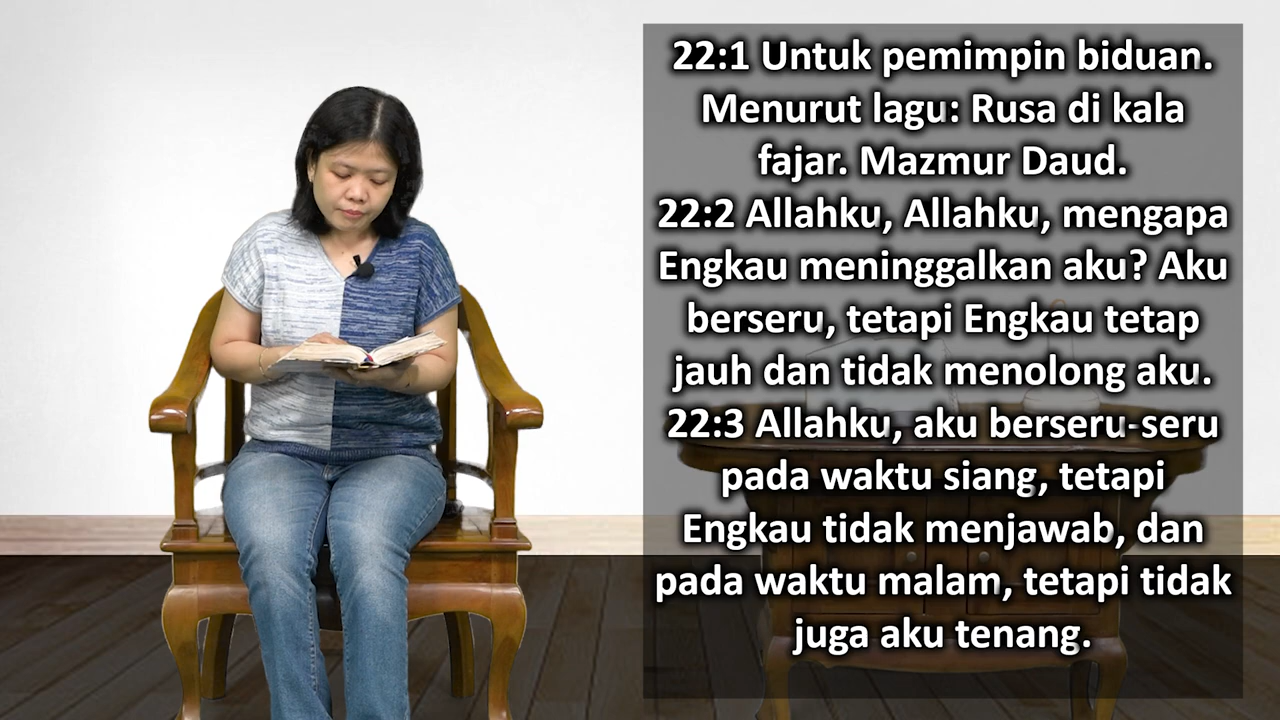 22:1 Untuk pemimpin biduan.
Menurut lagu: Rusa di kala
fajar. Mazmur Daud.
22:2 Allahku, Allahku, mengapa
Engkau meninggalkan aku? Aku
berseru, tetapi Engkau tetap
jauh dan tidak menolong aku.
22:3 Allahku, aku berseru-seru
pada waktu siang, tetapi
Engkau tidak menjawab, dan
pada waktu malam, tetapi tidak
juga aku tenang.